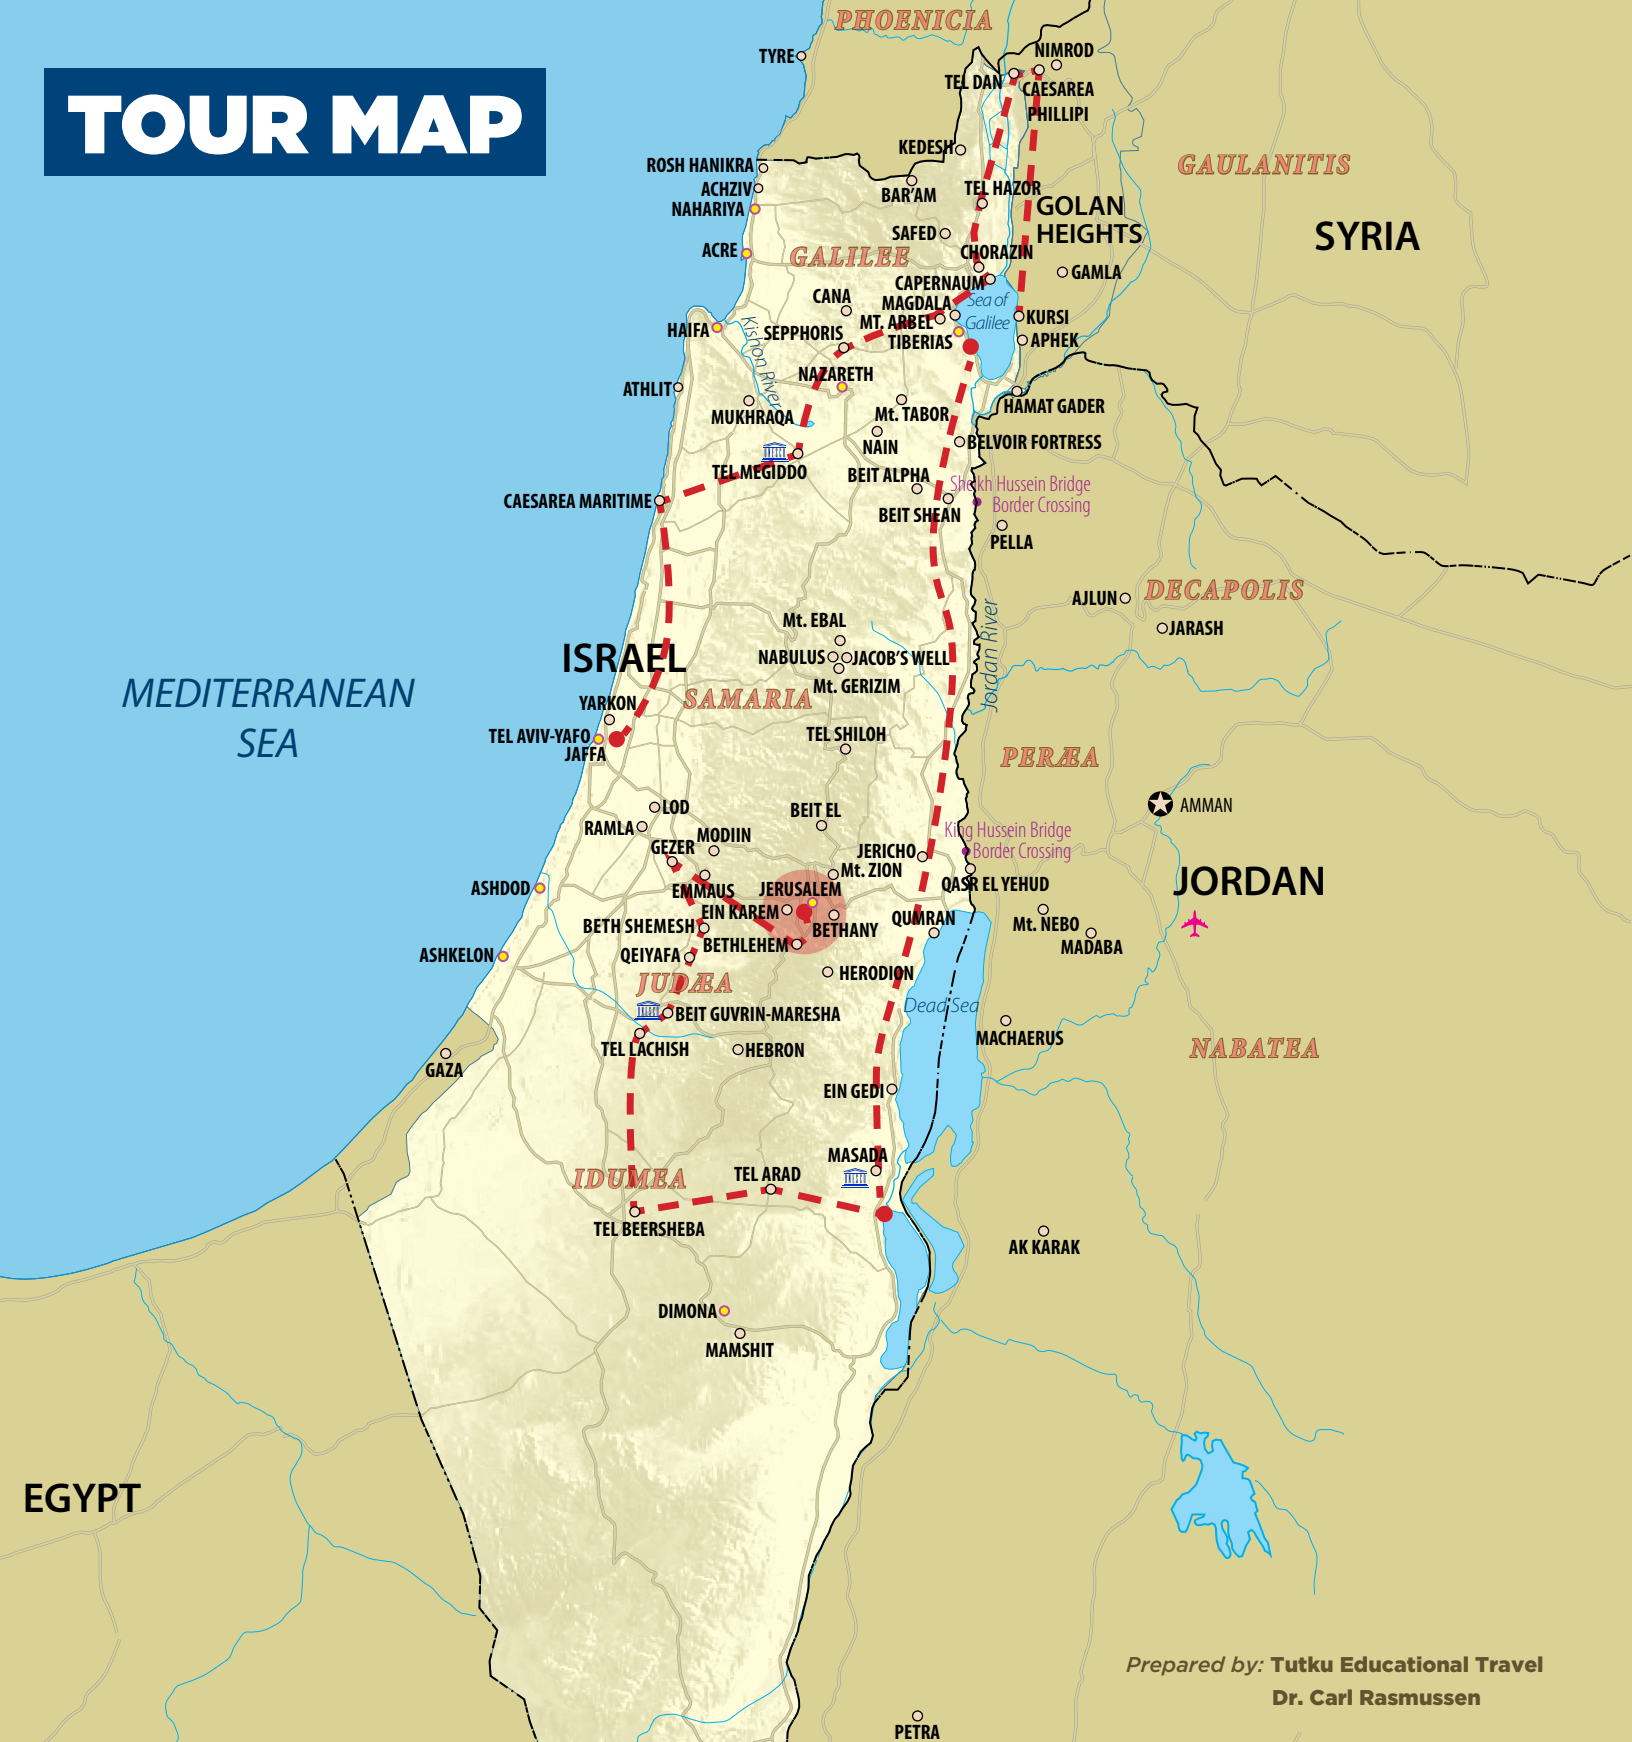 PHOENICIA
TYRE
NIMROD
TEL DAN
CAESAREA
PHILLIPI
TOUR MAP
KEDESH
ROSH HANIKRA
GAULANITIS
ACHZIV
BAR'AM
TEL HAZOR
NAHARIYA
GOLAN
HEIGHTS
SYRIA
SAFED
ACRE
GALILEE
CHORAZIN
GAMLA
CAPERNAUM
CANA
MAGDALA
Sea of
Galilee
KURSI
HAIFA
Kishon River
SEPPHORIS
MT. ARBEL
TIBERIAS
APHEK
NAZARETH
ATHLIT
MUKHRAQA
Mt. TABOR
HAMAT GADER
NAIN
BELVOIR FORTRESS
TEL MEGIDDO
BEIT ALPHA
Sheikh Hussein Bridge
Border Crossing
CAESAREA MARITIME
BEIT SHEAN
PELLA
AJLUN
DECAPOLIS
JARASH
Mt. EBAL
Jordan River
ISRAEL
NABULUS
JACOB'S WELL
Mt. GERIZIM
MEDITERRANEAN
SEA
SAMARIA
YARKON
TEL AVIV-YAFO
JAFFA
TEL SHILOH
PERÆA
LOD
BEIT EL
AMMAN
RAMLA
MODIIN
King Hussein Bridge
Border Crossing
GEZER
JERICHO
Mt. ZION
JORDAN
ASHDOD
EMMAUS
JERUSALEM
QASR EL YEHUD
EIN KAREM
QUMRAN
Mt. NEBO
BETH SHEMESH
BETHANY
MADABA
BETHLEHEM
ASHKELON
QEIYAFA
HERODION
JUDÆA
Dead Sea
BEIT GUVRIN-MARESHA
MACHAERUS
TEL LACHISH
HEBRON
NABATEA
GAZA
EIN GEDI
MASADA
IDUMEA
TEL ARAD
TEL BEERSHEBA
AK KARAK
DIMONA
MAMSHIT
EGYPT
Prepared by: Tutku Educational Travel
Dr. Carl Rasmussen
PETRA